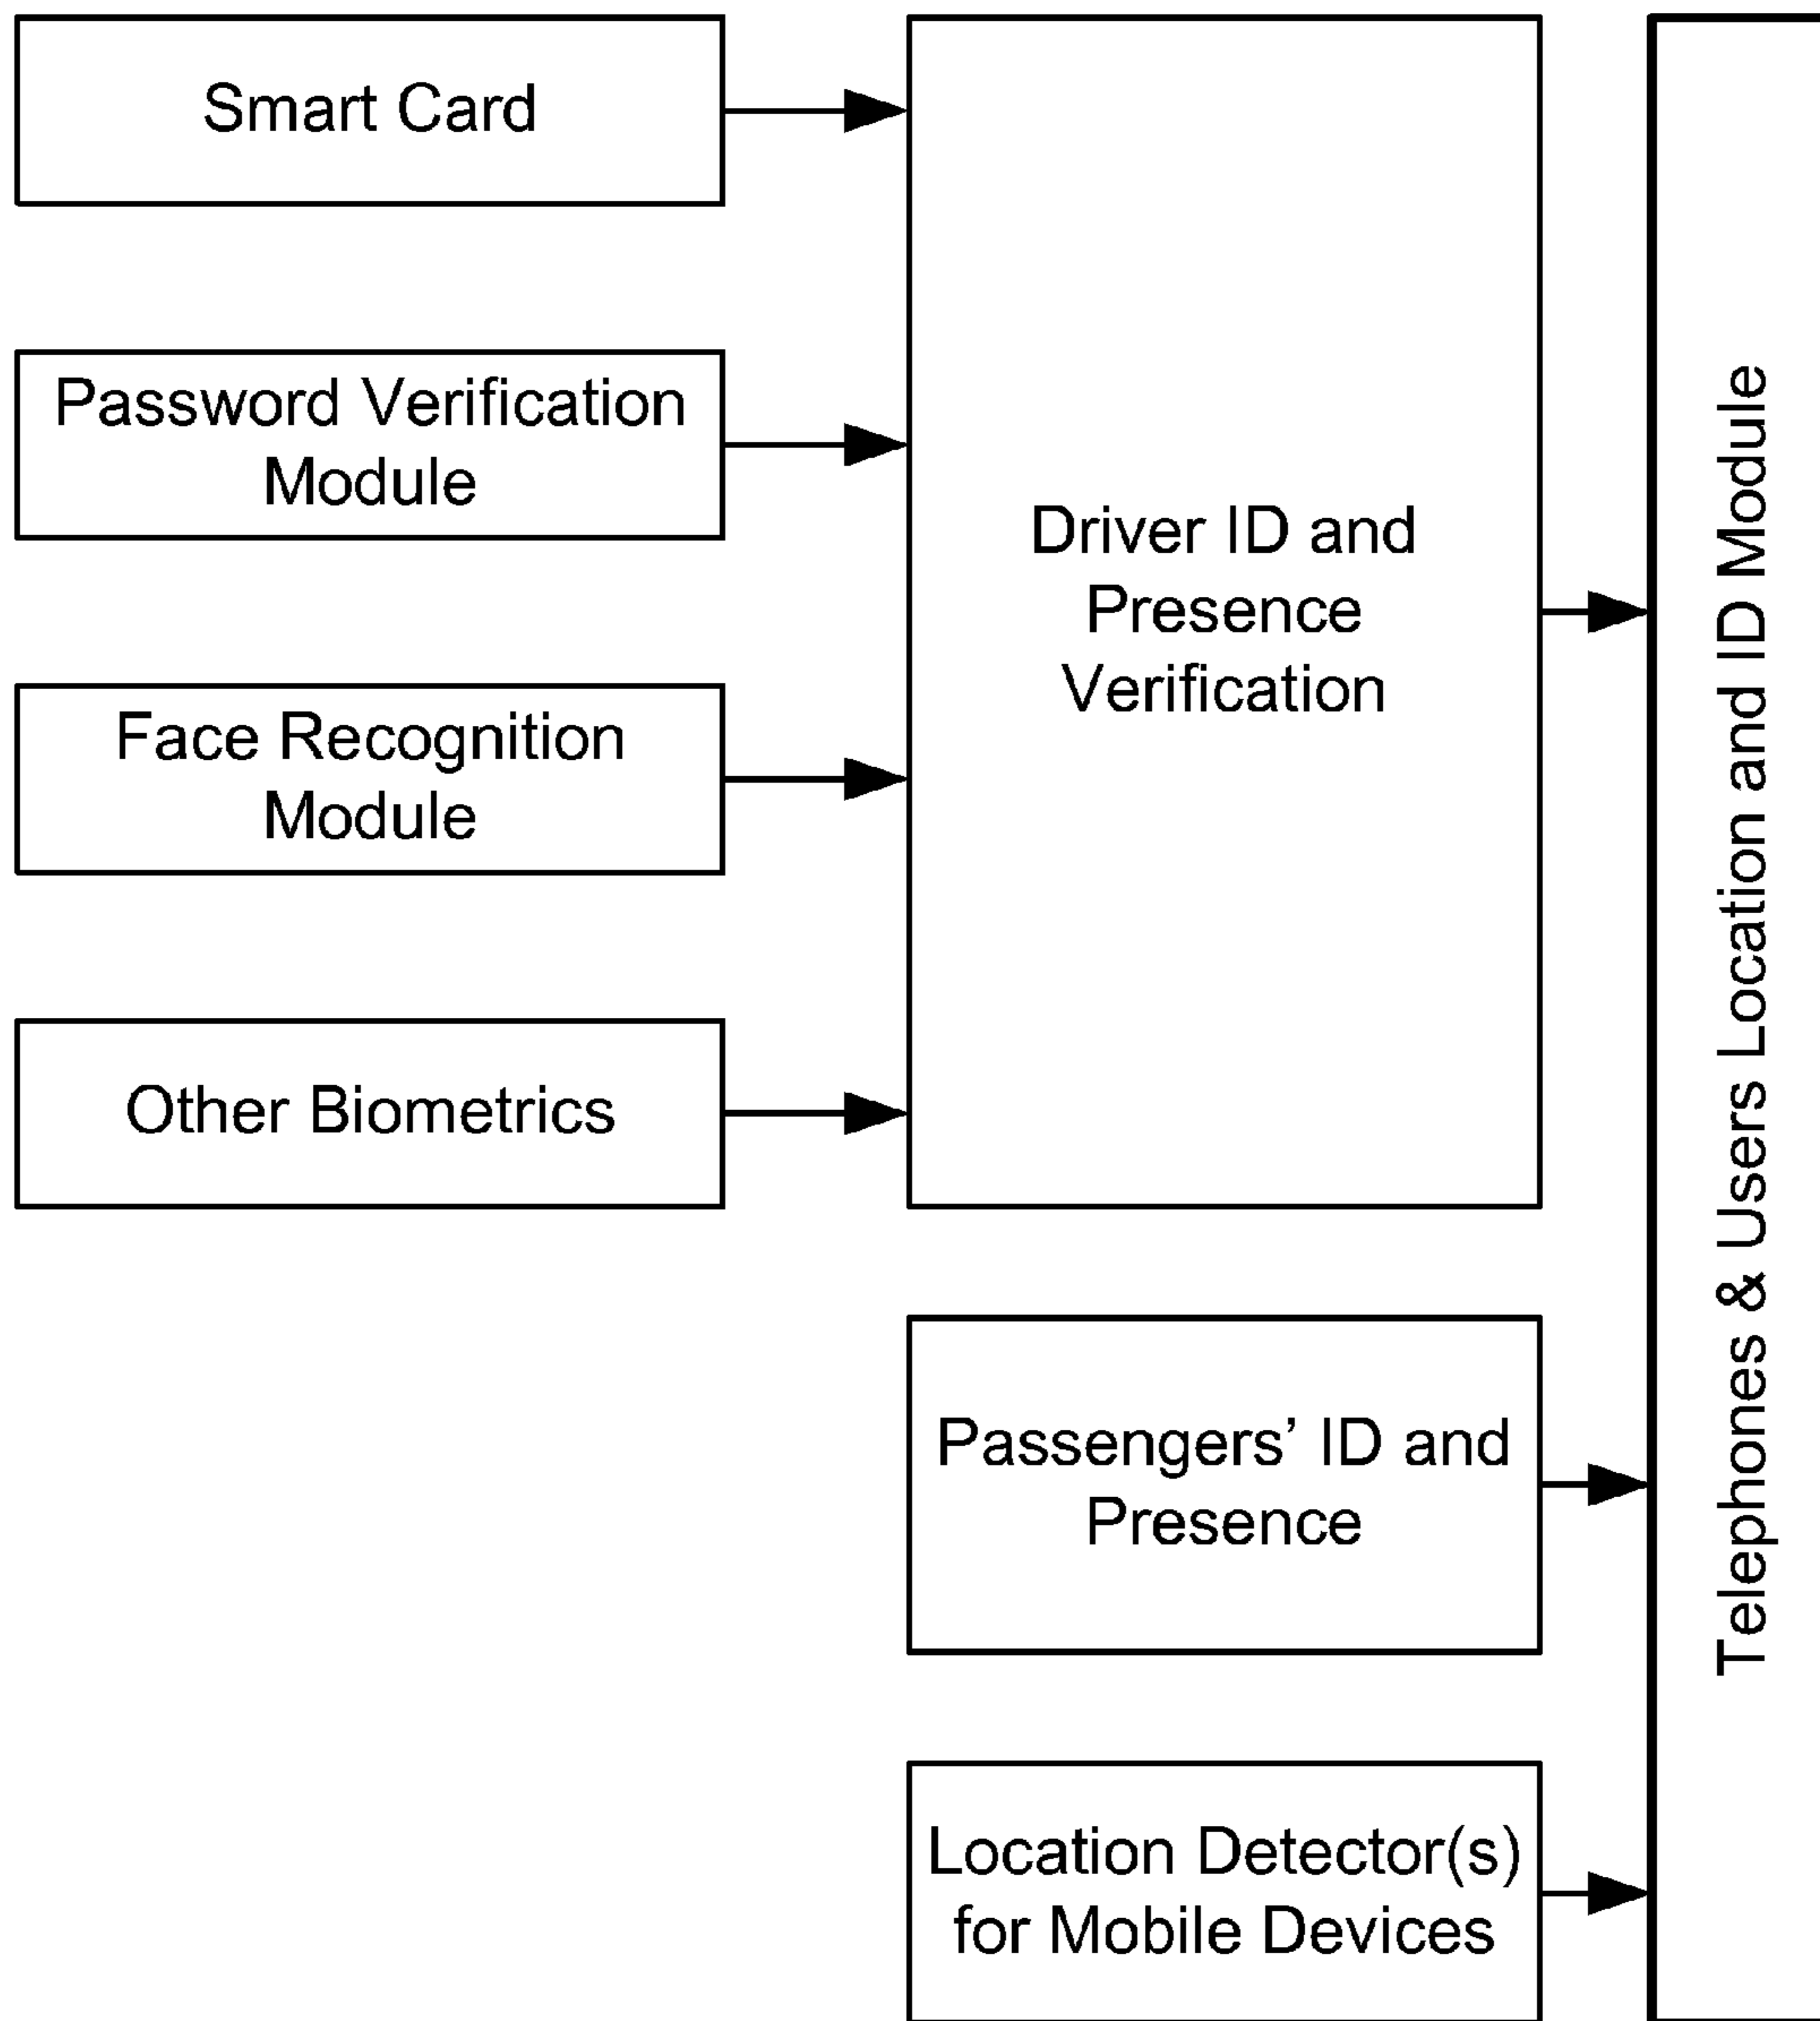 Smart Card
Password Verification
Module
Face Recognition
Module
Other Biometrics
Driver ID and
Presence
Verification
Passengers’ ID and
Presence
Location Detector(s)
for Mobile Devices
Telephones & Users Location and ID Module